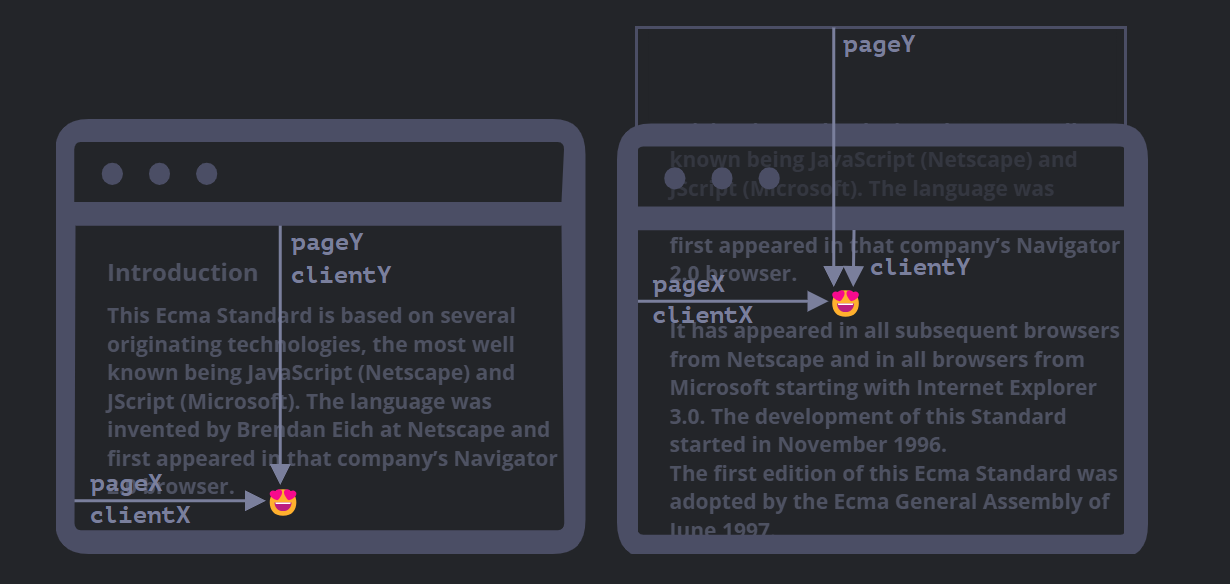 pageY
clientY
Introduction
This Ecma Standard is based on several
originating technologies, the most well
known being JavaScript (Netscape) and
JScript (Microsoft). The language was
invented by Brendan Eich at Netscape and
first appeared in that company’s Navigator
2.0 browser.
pageX
clientX
pageY
known being JavaScript (Netscape) and
JScript (Microsoft). The language was
first appeared in that company’s Navigator
2.0 browser.
clientY
pageX
clientX
It has appeared in all subsequent browsers
from Netscape and in all browsers from
Microsoft starting with Internet Explorer
3.0. The development of this Standard
started in November 1996.
The first edition of this Ecma Standard was
adopted by the Ecma General Assembly of
June 1997.